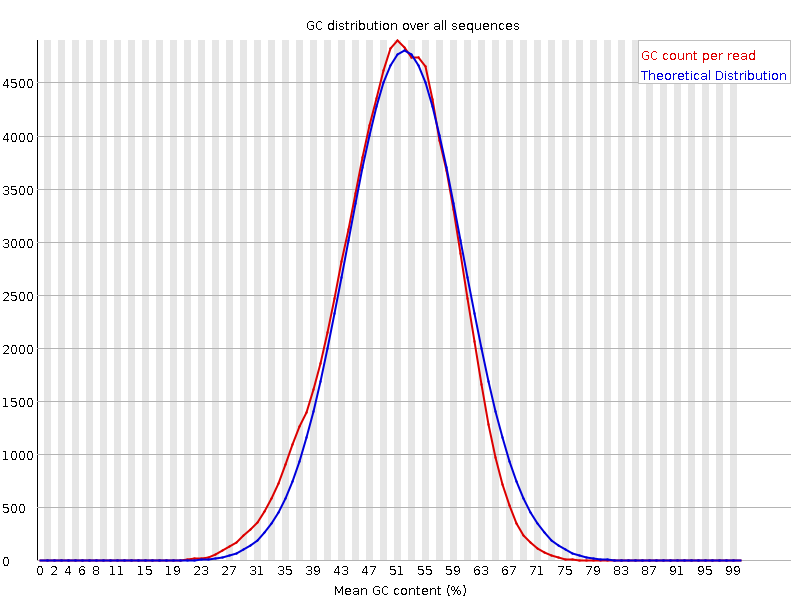 GC distribution over all sequences
GC count per read
Theoretical Distribution
4500
4000
3500
3000
2500
2000
1500
1000
500
0
0 2 4 6 8 11 15 19 23 27 31 35 39 43 47 51 55 59 63 67 71 75 79 83 87 91 95 99
Mean GC content (%)